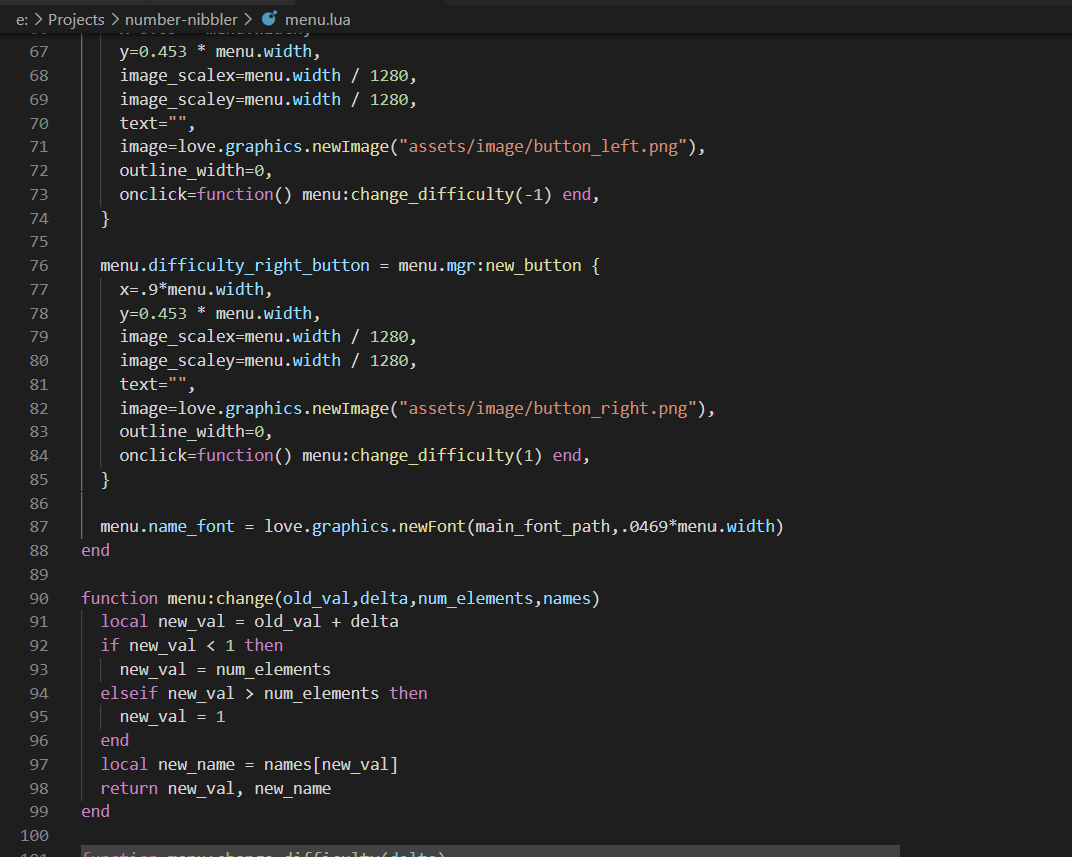 e: > Projects > number-nibbler > menu.lua
67 y=0.453 * menu.width,
68 image_scalex=menu.width / 1280,
69 image_scaley=menu.width / 1280,
70 text="",
71 image=love.graphics.newImage("assets/image/button_left.png"),
72 outline_width=0,
73 onclick=function() menu:change_difficulty(-1) end,
74 }
75
76 menu.difficulty_right_button = menu.mgr:new_button {
77 x=.9*menu.width,
78 y=0.453 * menu.width,
79 image_scalex=menu.width / 1280,
80 image_scaley=menu.width / 1280,
81 text="",
82 image=love.graphics.newImage("assets/image/button_right.png"),
83 outline_width=0,
84 onclick=function() menu:change_difficulty(1) end,
85 }
86
87 menu.name_font = love.graphics.newFont(main_font_path,.0469*menu.width)
88 end
89
90 function menu:change(old_val,delta,num_elements,names)
91 local new_val = old_val + delta
92 if new_val < 1 then
93 new_val = num_elements
94 elseif new_val > num_elements then
95 new_val = 1
96 end
97 local new_name = names[new_val]
98 return new_val, new_name
99 end
100
101 function menu:change_difficulty(delta)